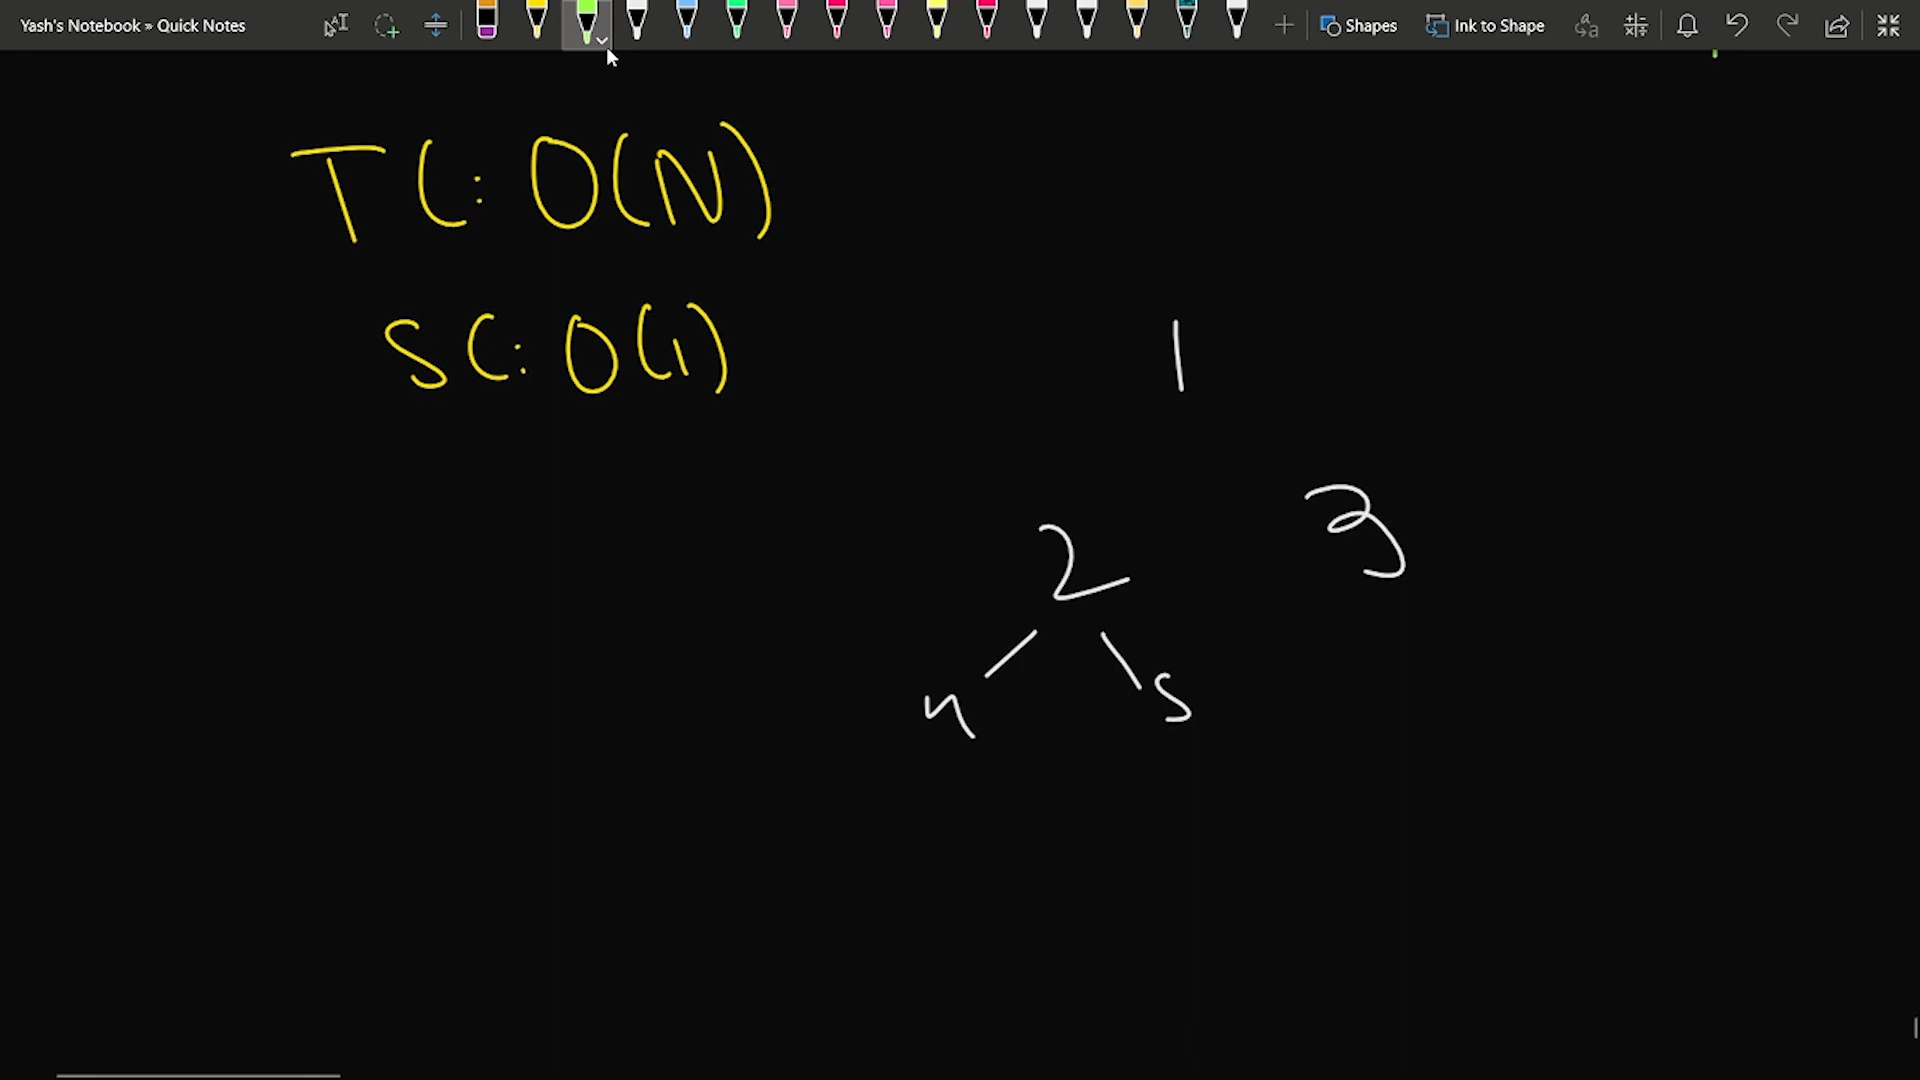 Yash's Notebook » Quick Notes
Shapes
Ink to Shape
TC: O(N)
SC: O(1)
1
2
3
4
5